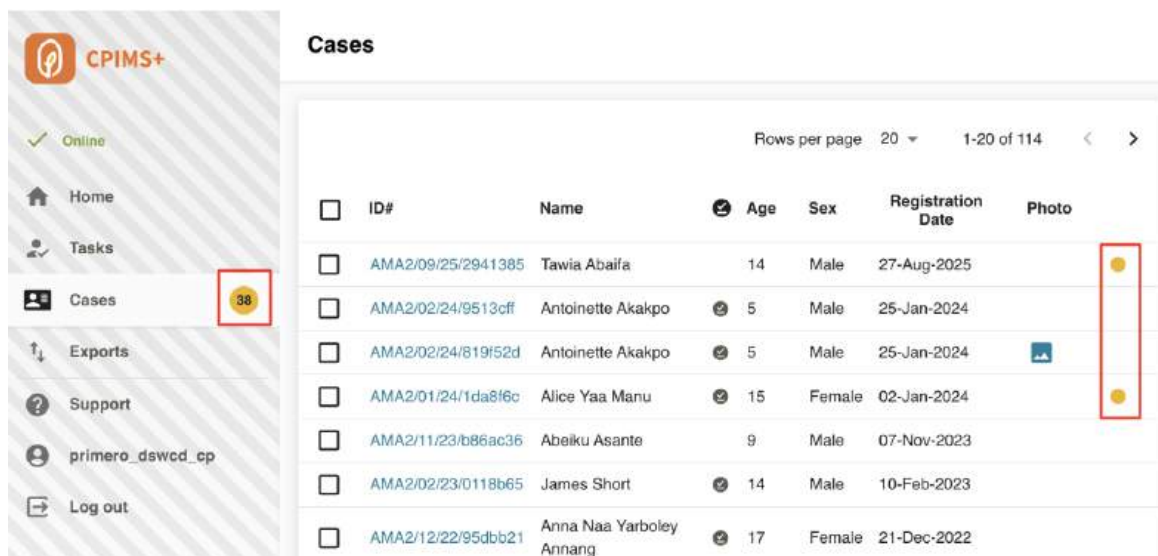 CPIMS+
Online
Home
Tasks
Cases 38
Exports
Support
primero_dswcd_cp
Log out
Cases
Rows per page 20 1-20 of 114
ID# Name Age Sex Registration Date Photo
AMA2/09/25/2941385 Tawia Abaifa 14 Male 27-Aug-2025
AMA2/02/24/9513cff Antoinette Akakpo 5 Male 25-Jan-2024
AMA2/02/24/819f52d Antoinette Akakpo 5 Male 25-Jan-2024
AMA2/01/24/1da8f6c Alice Yaa Manu 15 Female 02-Jan-2024
AMA2/11/23/b86ac36 Abeiku Asante 9 Male 07-Nov-2023
AMA2/02/23/0118b65 James Short 14 Male 10-Feb-2023
AMA2/12/22/95dbb21 Anna Naa Yarboley Annang 17 Female 21-Dec-2022